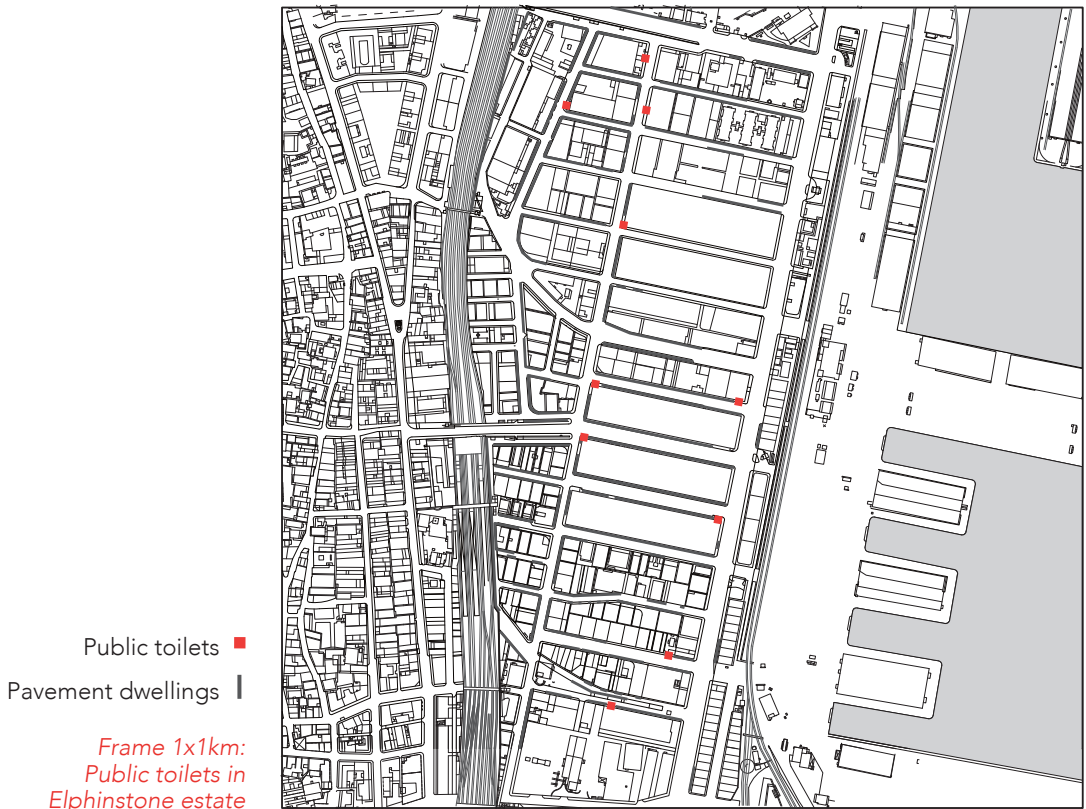 Public toilets
Pavement dwellings
Frame 1x1km:
Public toilets in
Elphinstone estate